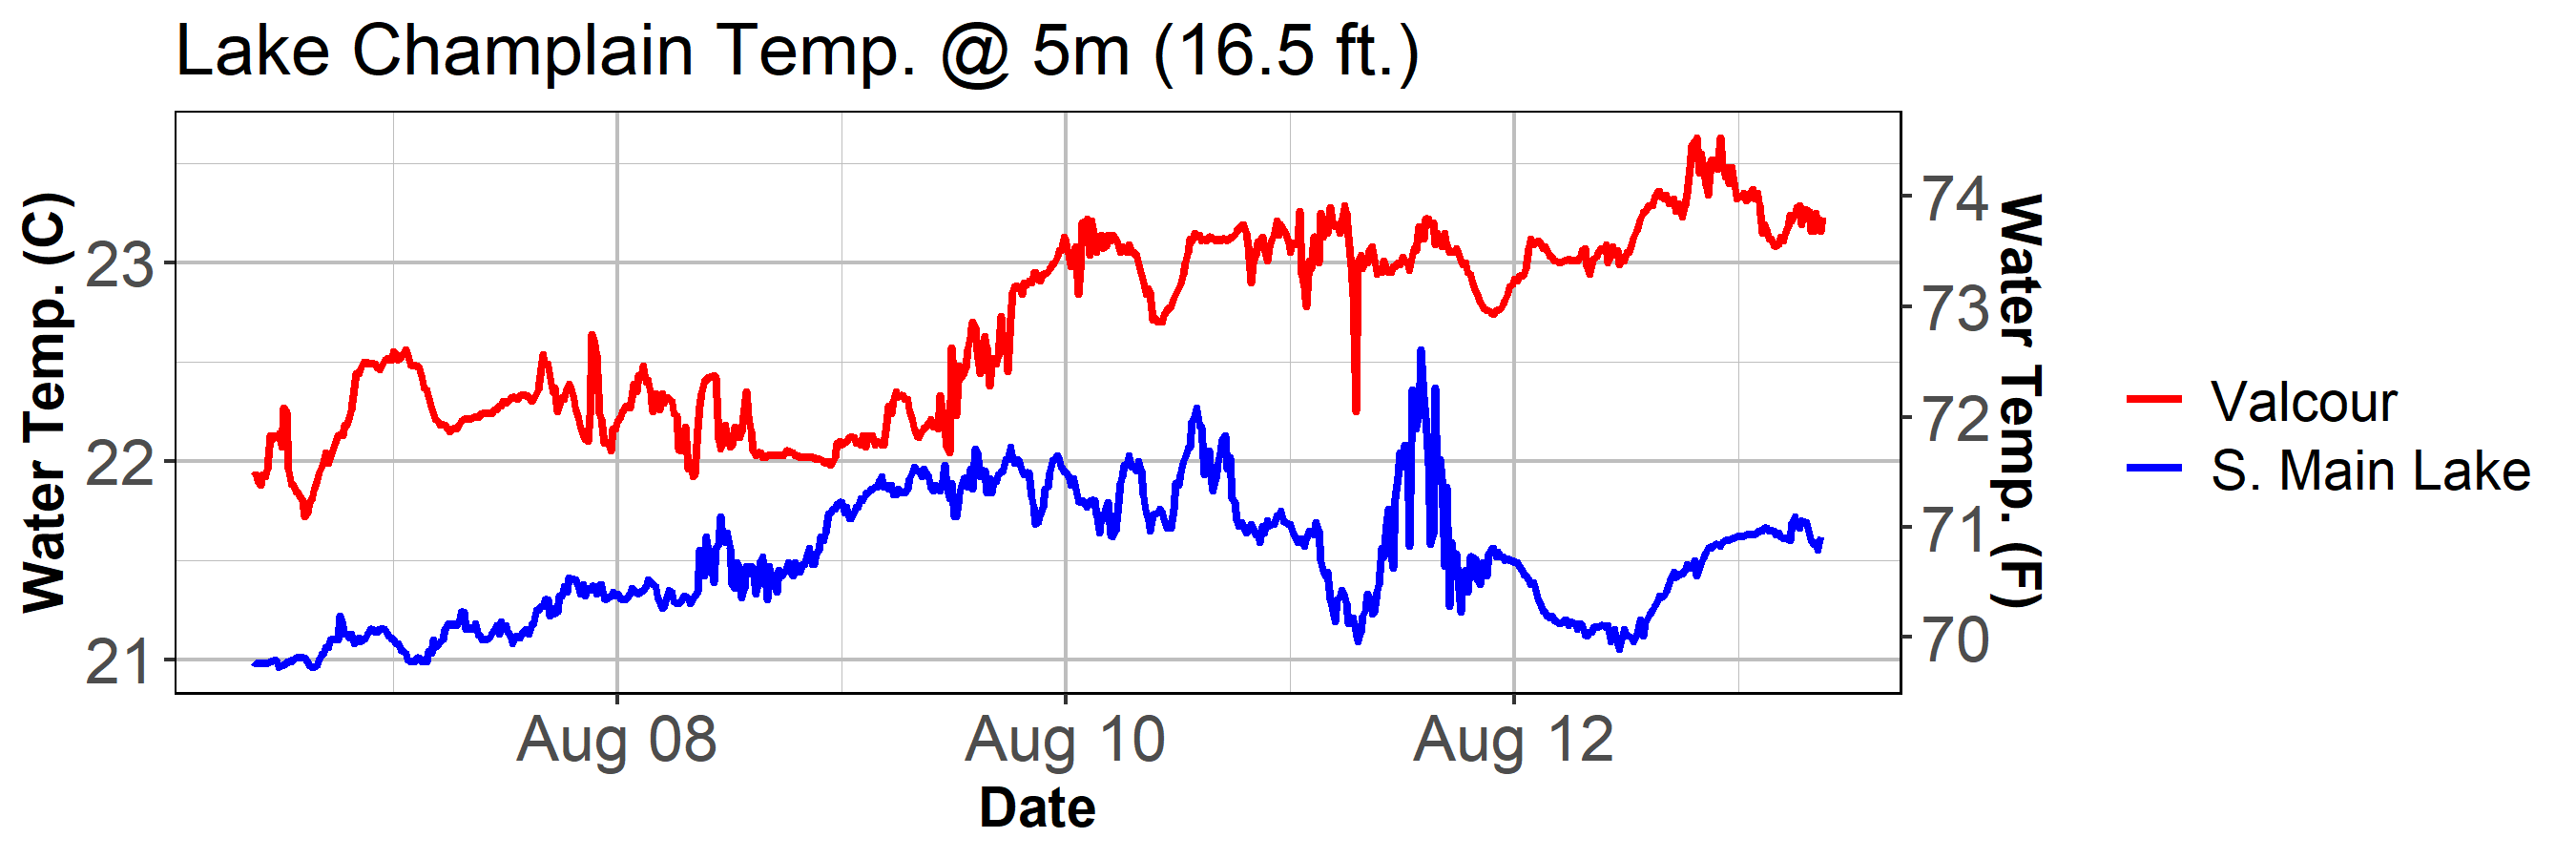 Lake Champlain Temp. @ 5m (16.5 ft.)
Water Temp. (C)
23
22
21
74
73
72
71
70
Water Temp. (F)
Aug 08
Aug 10
Aug 12
Date
Valcour
S. Main Lake